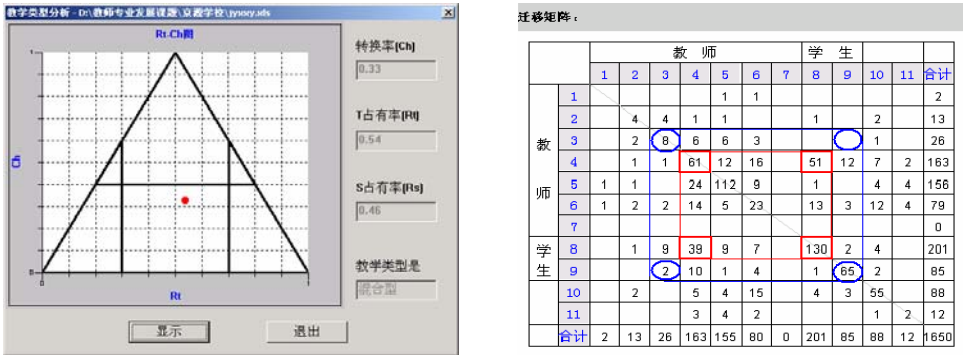 教学类型分析 - D:\教师专业发展课题\京源学校\jysory.xds
Rt-Ch图
1
Ch
0
0
1
Rt
转换率(Ch)
0.33
T占有率(Rt)
0.54
S占有率(Rs)
0.46
教学类型是
混合型
显示
退出
迁移矩阵：
教 师 学 生
1 2 3 4 5 6 7 8 9 10 11 合计
教师
1 1 1 2
2 4 4 1 1 1 2 13
3 2 8 6 6 3 1 26
4 1 1 61 12 16 51 12 7 2 163
5 1 1 24 112 9 1 4 4 156
6 1 2 2 14 5 23 13 3 12 4 79
7 0
学生
8 1 9 39 9 7 130 2 4 201
9 2 10 1 4 1 65 2 85
10 2 5 4 15 4 3 55 88
11 3 4 2 1 2 12
合计 2 13 26 163 155 80 0 201 85 88 12 1650